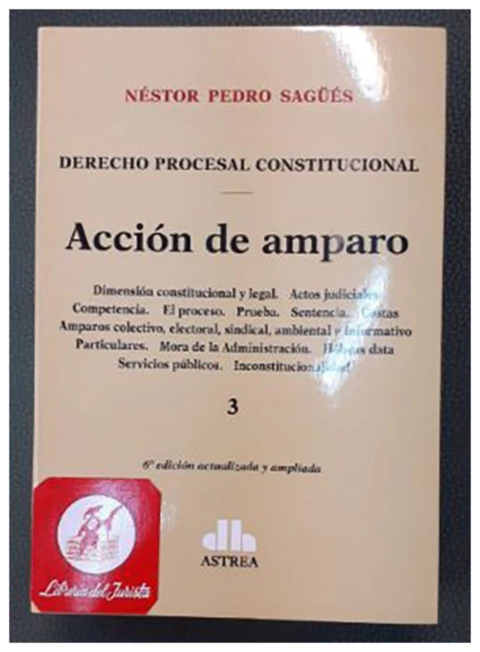 NÉSTOR PEDRO SAGÜÉS
DERECHO PROCESAL CONSTITUCIONAL
Acción de amparo
Dimensión constitucional y legal. Actos judiciales
Competencia. El proceso. Prueba. Sentencia. Costas
Amparos colectivo, electoral, sindical, ambiental e informativo
Particulares. Mora de la Administración. Hábeas data
Servicios públicos. Inconstitucionalidad
3
6ª edición actualizada y ampliada
dh
ASTREA
Librería del Jurista